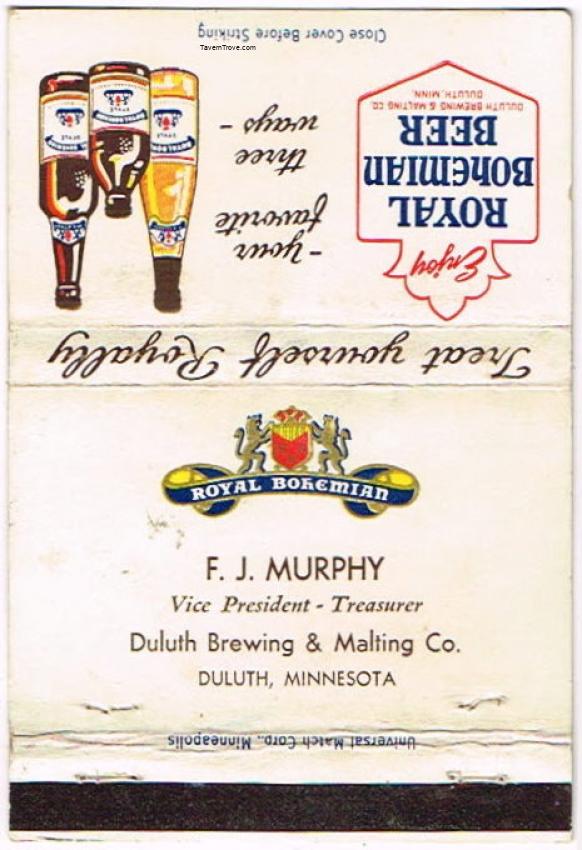 Close Cover Before Striking
TavernTrove.com
Enjoy
ROYAL
BOHEMIAN
BEER
DULUTH BREWING & MALTING CO.
DULUTH, MINN.
- your
favorite
three
ways -
Treat yourself Royally
ROYAL BOHEMIAN
F. J. MURPHY
Vice President - Treasurer
Duluth Brewing & Malting Co.
DULUTH, MINNESOTA
Universal Match Corp., Minneapolis